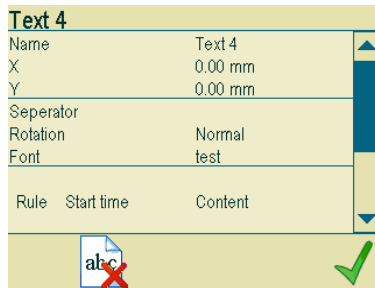 Text 4
Name Text 4
X 0.00 mm
Y 0.00 mm
Seperator
Rotation Normal
Font test
Rule Start time Content
abc